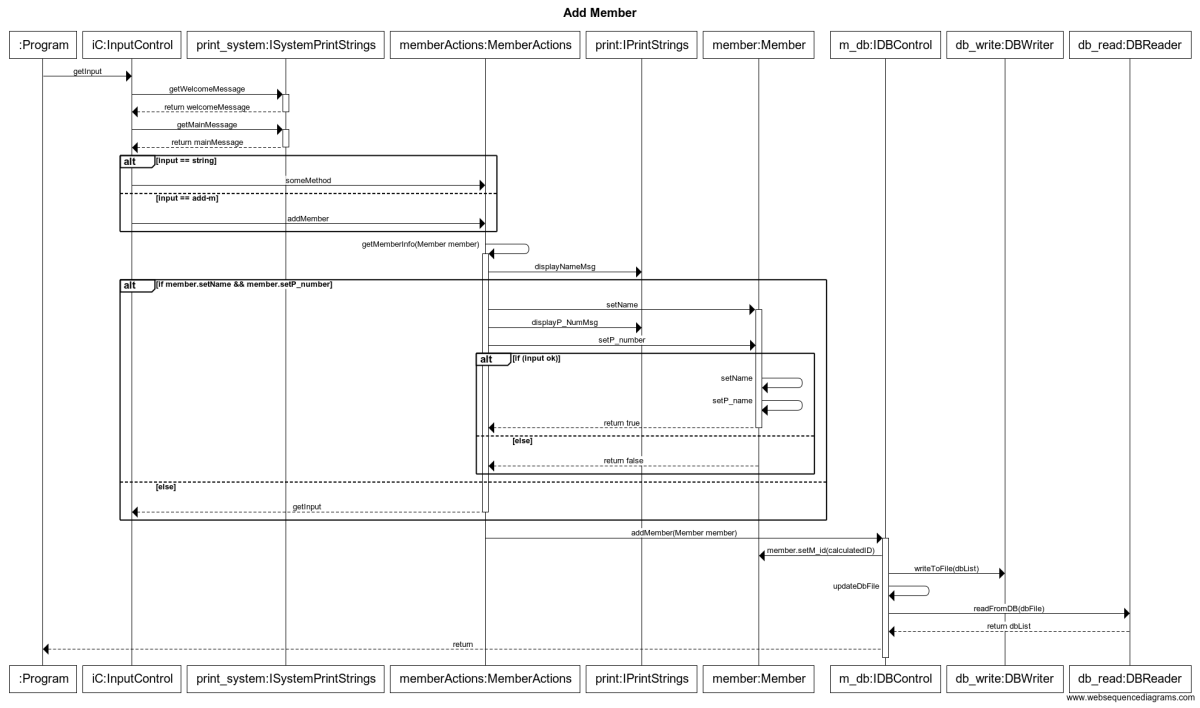 Add Member
:Program
iC:InputControl
print_system:ISystemPrintStrings
memberActions:MemberActions
print:IPrintStrings
member:Member
m_db:IDBControl
db_write:DBWriter
db_read:DBReader
getInput
getWelcomeMessage
return welcomeMessage
getMainMessage
return mainMessage
alt [input == string]
someMethod
[input == add-m]
addMember
getMemberInfo(Member member)
displayNameMsg
alt [if member.setName && member.setP_number]
setName
displayP_NumMsg
setP_number
alt [if (input ok)]
setName
setP_name
return true
[else]
return false
[else]
getInput
addMember(Member member)
member.setM_id(calculatedID)
writeToFile(dbList)
updateDbFile
readFromDB(dbFile)
return dbList
return
:Program
iC:InputControl
print_system:ISystemPrintStrings
memberActions:MemberActions
print:IPrintStrings
member:Member
m_db:IDBControl
db_write:DBWriter
db_read:DBReader
www.websequencediagrams.com